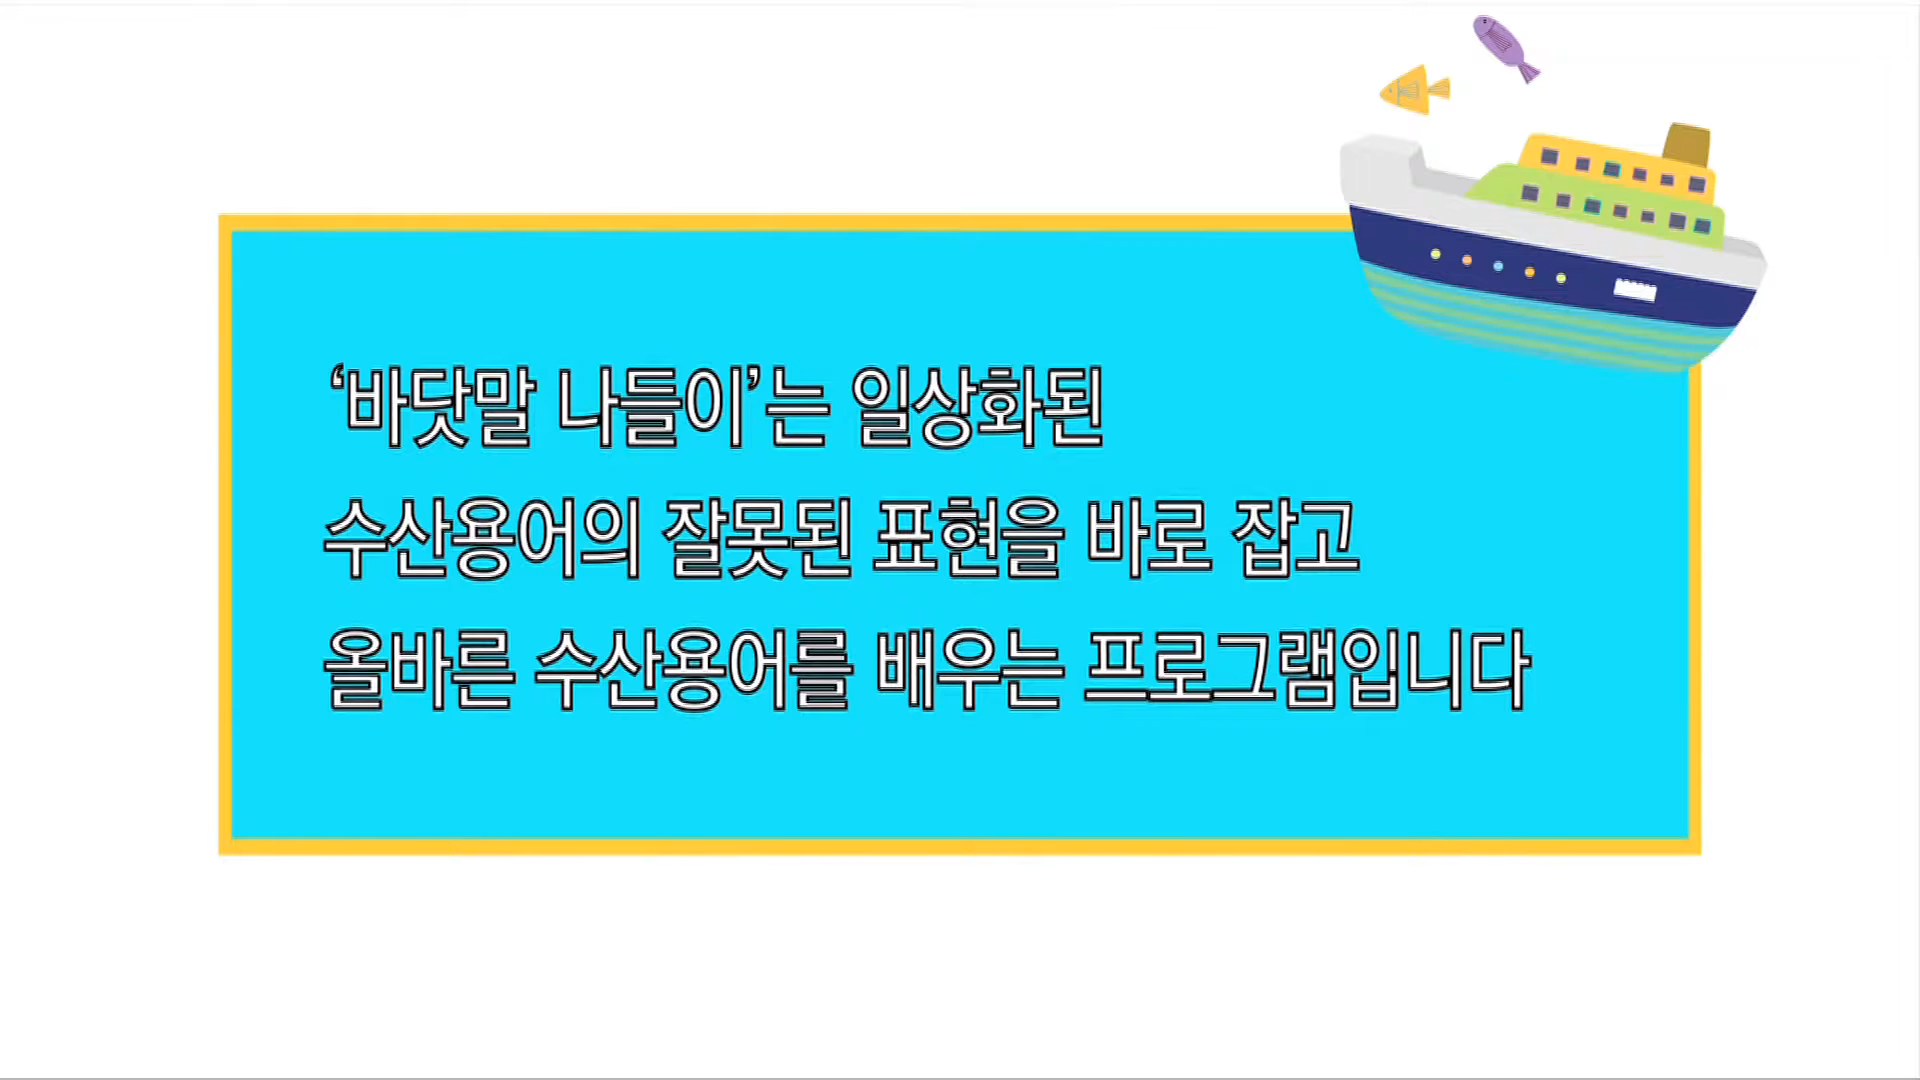 ‘바닷말 나들이’는 일상화된
수산용어의 잘못된 표현을 바로 잡고
올바른 수산용어를 배우는 프로그램입니다